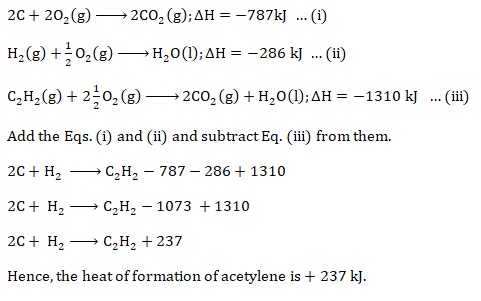 2C + 2O₂(g) ⟶ 2CO₂(g); ΔH = −787kJ ... (i)
H₂(g) + ½O₂(g) ⟶ H₂O(l); ΔH = −286 kJ ... (ii)
C₂H₂(g) + 2½O₂(g) ⟶ 2CO₂(g) + H₂O(l); ΔH = −1310 kJ ... (iii)
Add the Eqs. (i) and (ii) and subtract Eq. (iii) from them.
2C + H₂ ⟶ C₂H₂ − 787 − 286 + 1310
2C + H₂ ⟶ C₂H₂ − 1073 + 1310
2C + H₂ ⟶ C₂H₂ + 237
Hence, the heat of formation of acetylene is + 237 kJ.